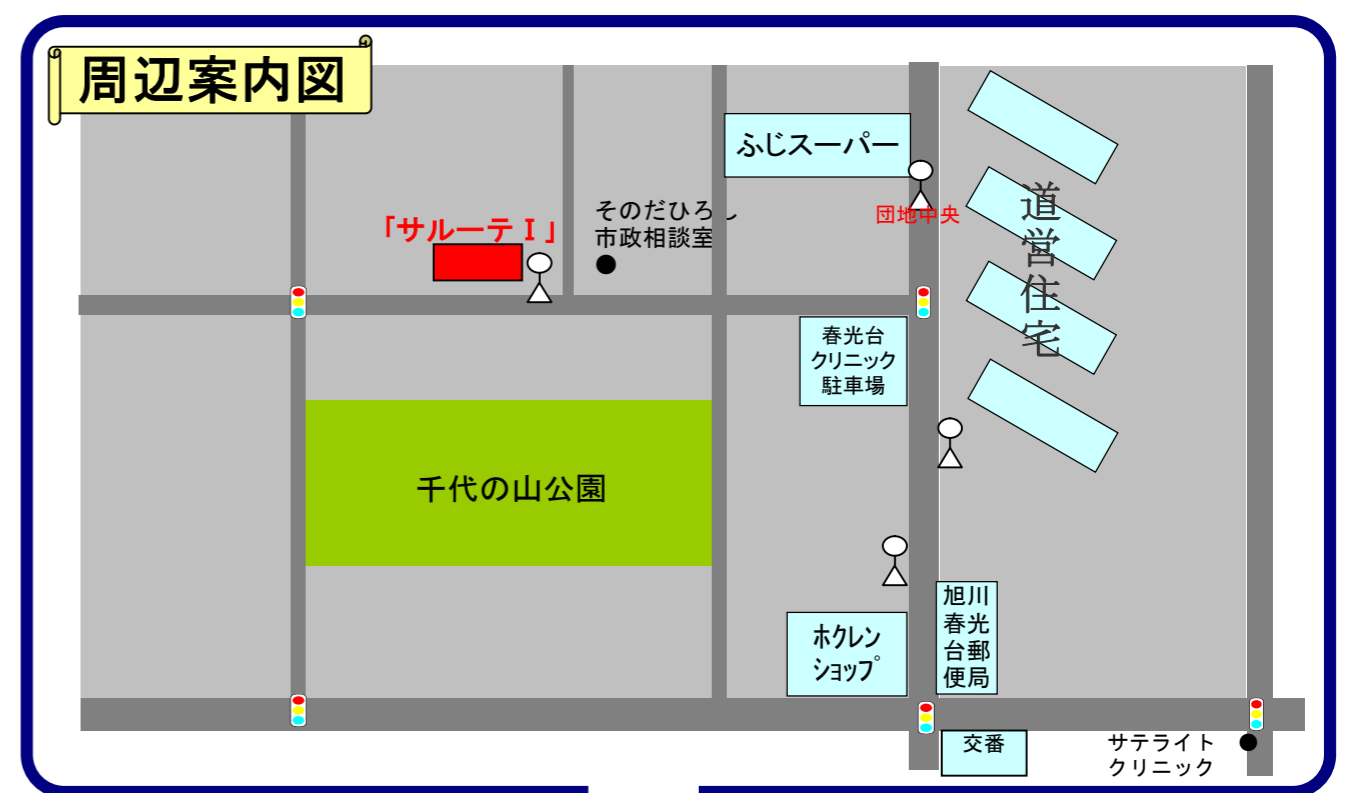 周辺案内図
ふじスーパー
団地中央
道営住宅
そのだひろし
市政相談室
「サルーテⅠ」
春光台
クリニック
駐車場
千代の山公園
旭川
春光
台郵
便局
ホクレン
ショップ
交番
サテライト
クリニック